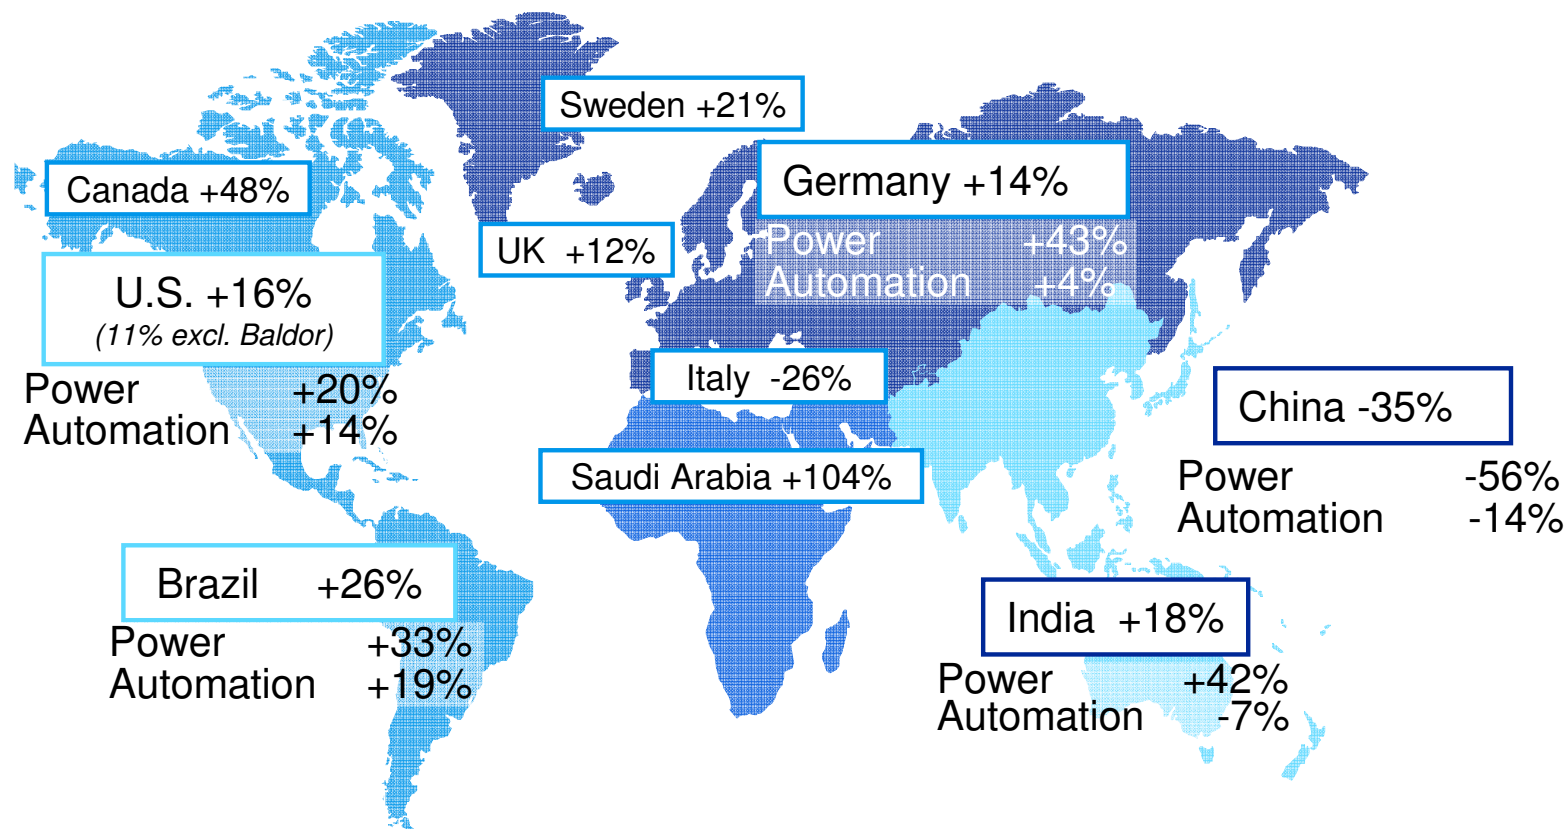 Sweden +21%
Canada +48%
Germany +14%
Power +43%
Automation +4%
UK +12%
U.S. +16%
(11% excl. Baldor)
Power +20%
Automation +14%
Italy -26%
China -35%
Power -56%
Automation -14%
Saudi Arabia +104%
Brazil +26%
Power +33%
Automation +19%
India +18%
Power +42%
Automation -7%